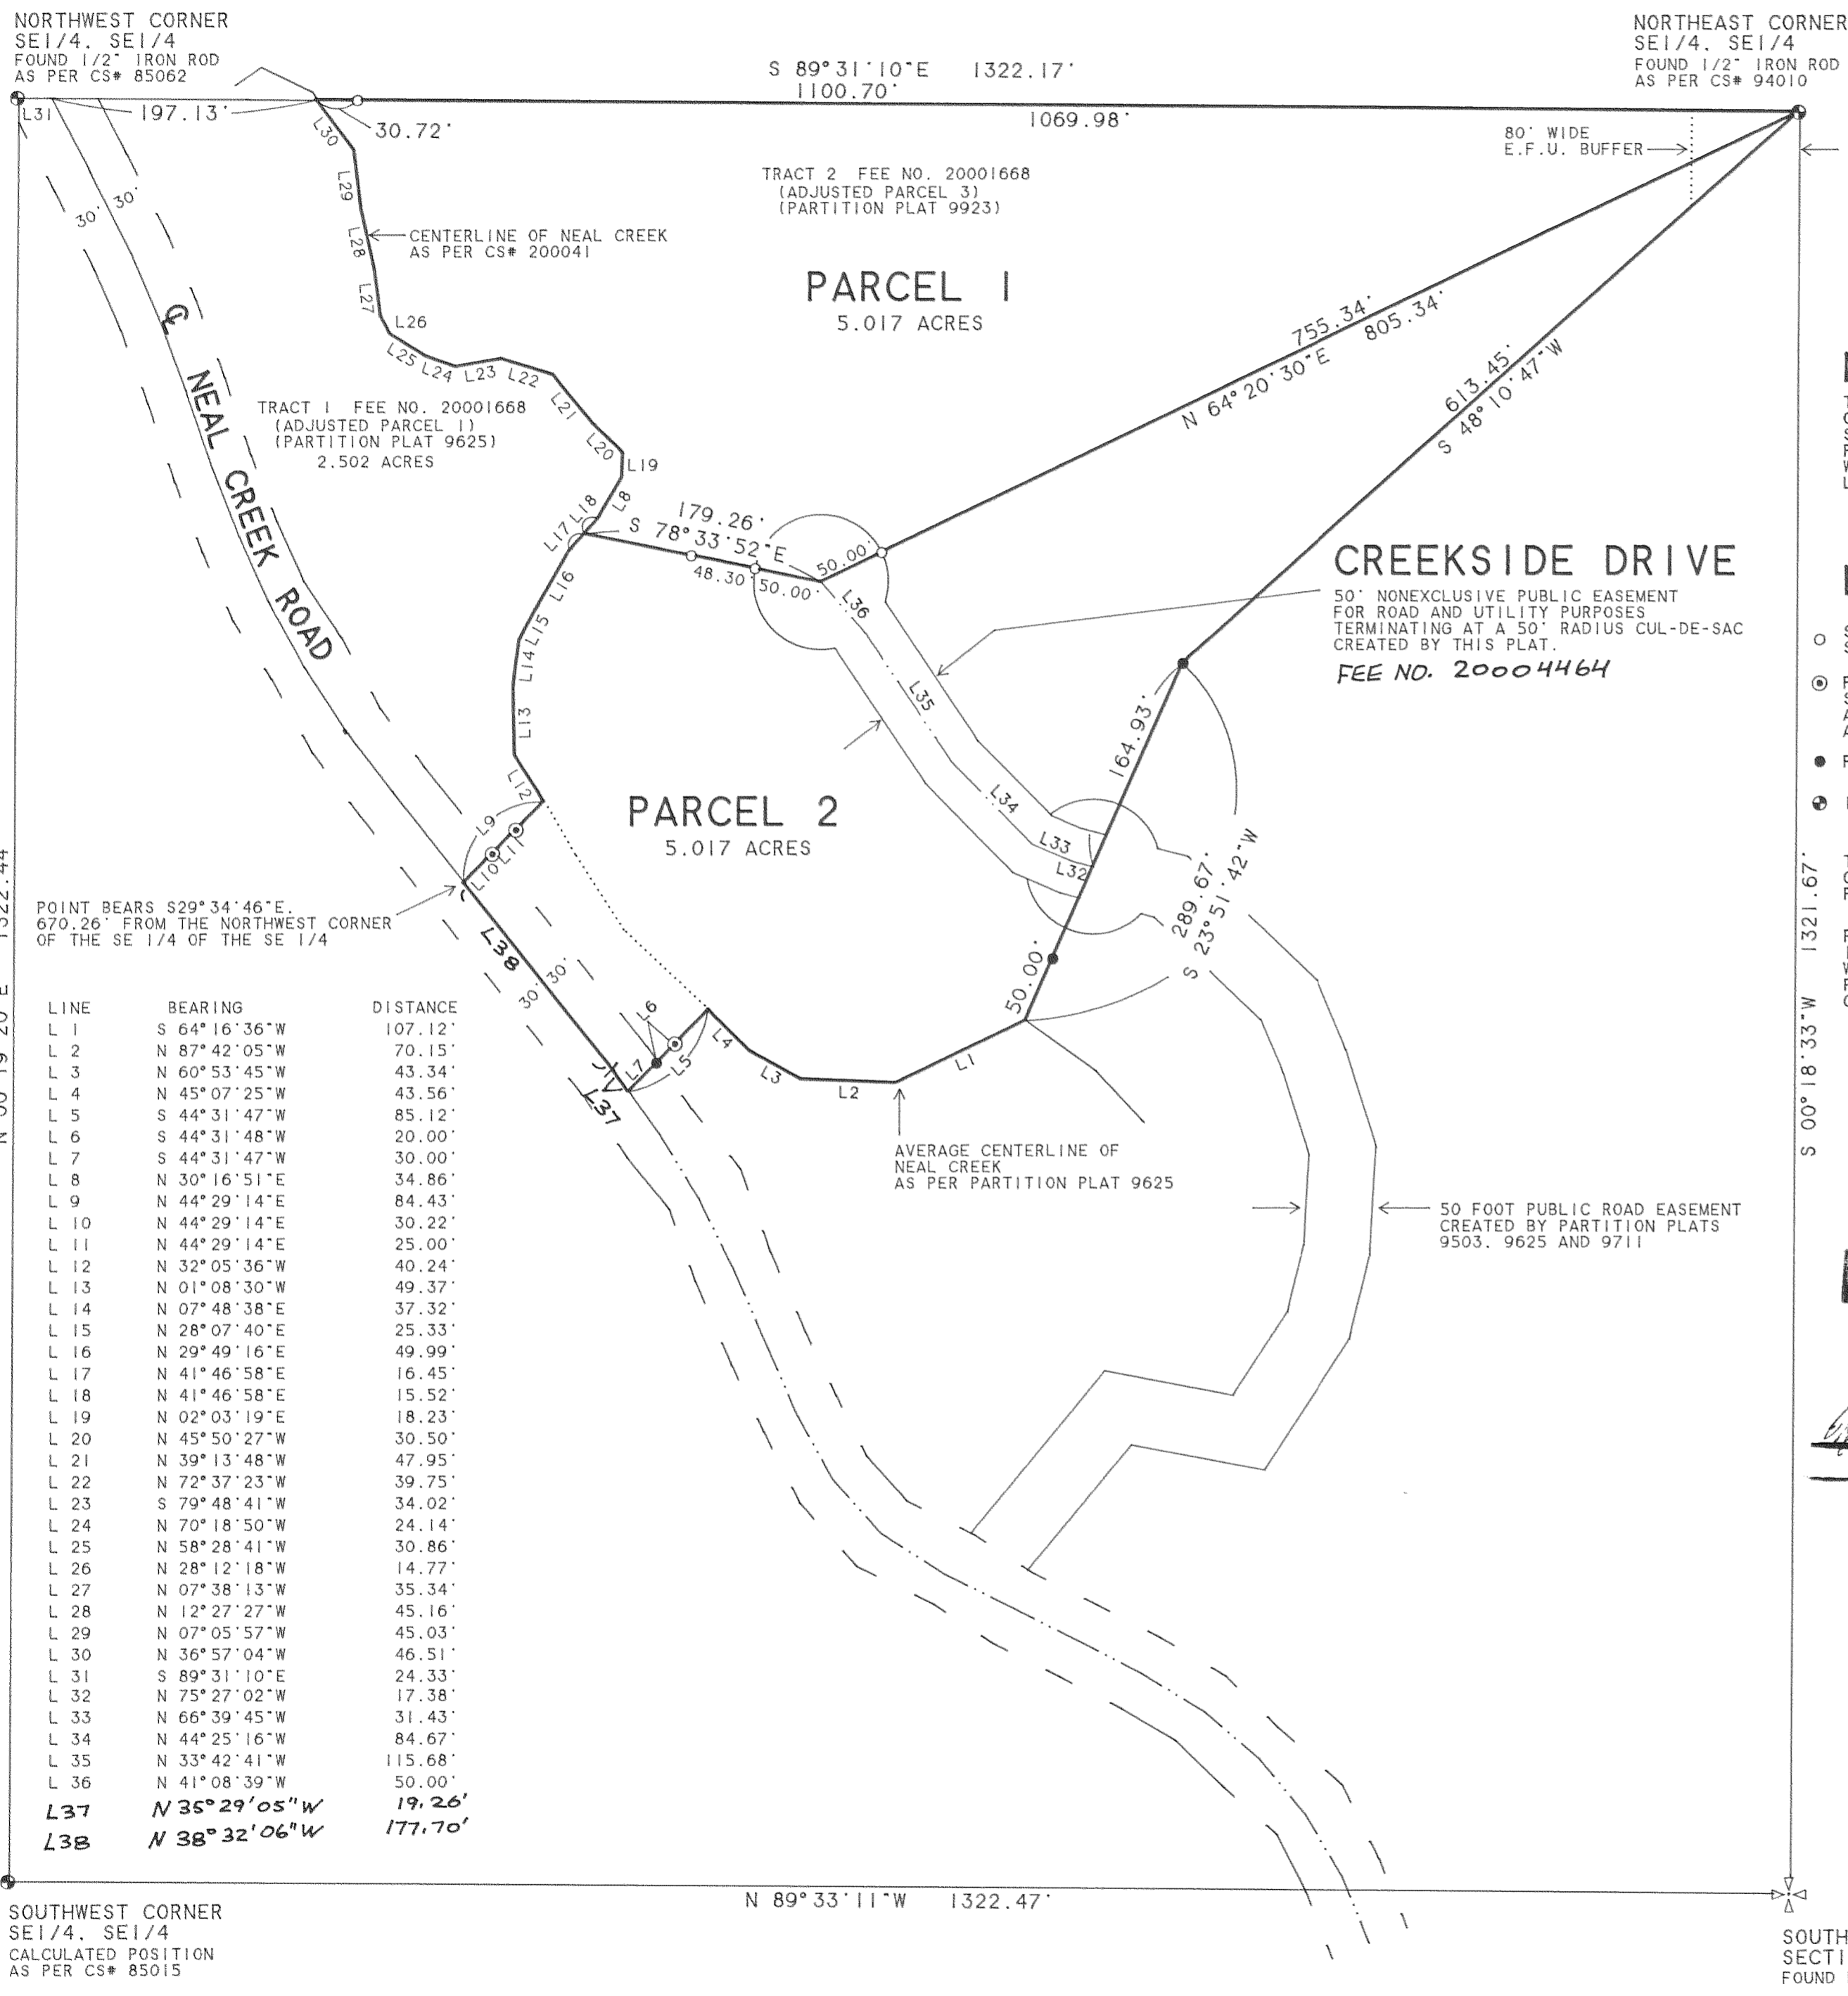 NORTHWEST CORNER
SE1/4. SE1/4
FOUND 1/2" IRON ROD
AS PER CS# 85062
NORTHEAST CORNER
SE1/4. SE1/4
FOUND 1/2" IRON ROD
AS PER CS# 94010
S 89°31'10"E 1322.17'
1100.70'
L31
197.13'
30.72'
1069.98'
80' WIDE
E.F.U. BUFFER
L30
L29
L28
L27
L26
L25
L24
L23
L22
L21
L20
L19
L8
L18
L17
L16
L15
L14
L13
L12
30' 30'
TRACT 2 FEE NO. 20001668
(ADJUSTED PARCEL 3)
(PARTITION PLAT 9923)
CENTERLINE OF NEAL CREEK
AS PER CS# 200041
PARCEL 1
5.017 ACRES
755.34'
805.34'
N 64°20'30"E
613.45'
S 48°10'47"W
℄ NEAL CREEK ROAD
TRACT 1 FEE NO. 20001668
(ADJUSTED PARCEL 1)
(PARTITION PLAT 9625)
2.502 ACRES
179.26'
S 78°33'52"E
48.30'
50.00'
50.00'
L36
L35
L34
L33
L32
CREEKSIDE DRIVE
50' NONEXCLUSIVE PUBLIC EASEMENT
FOR ROAD AND UTILITY PURPOSES
TERMINATING AT A 50' RADIUS CUL-DE-SAC
CREATED BY THIS PLAT.
FEE NO. 20004464
164.93'
289.67'
S 23°51'42"W
50.00'
PARCEL 2
5.017 ACRES
L9
L11
L10
POINT BEARS S29°34'46"E.
670.26' FROM THE NORTHWEST CORNER
OF THE SE 1/4 OF THE SE 1/4
L38
30' 30'
L6
L7
L5
L4
L3
L2
L1
L37
S 00°18'33"W 1321.67'
AVERAGE CENTERLINE OF
NEAL CREEK
AS PER PARTITION PLAT 9625
50 FOOT PUBLIC ROAD EASEMENT
CREATED BY PARTITION PLATS
9503. 9625 AND 9711
LINE BEARING DISTANCE
L 1 S 64°16'36"W 107.12'
L 2 N 87°42'05"W 70.15'
L 3 N 60°53'45"W 43.34'
L 4 N 45°07'25"W 43.56'
L 5 S 44°31'47"W 85.12'
L 6 S 44°31'48"W 20.00'
L 7 S 44°31'47"W 30.00'
L 8 N 30°16'51"E 34.86'
L 9 N 44°29'14"E 84.43'
L 10 N 44°29'14"E 30.22'
L 11 N 44°29'14"E 25.00'
L 12 N 32°05'36"W 40.24'
L 13 N 01°08'30"W 49.37'
L 14 N 07°48'38"E 37.32'
L 15 N 28°07'40"E 25.33'
L 16 N 29°49'16"E 49.99'
L 17 N 41°46'58"E 16.45'
L 18 N 41°46'58"E 15.52'
L 19 N 02°03'19"E 18.23'
L 20 N 45°50'27"W 30.50'
L 21 N 39°13'48"W 47.95'
L 22 N 72°37'23"W 39.75'
L 23 S 79°48'41"W 34.02'
L 24 N 70°18'50"W 24.14'
L 25 N 58°28'41"W 30.86'
L 26 N 28°12'18"W 14.77'
L 27 N 07°38'13"W 35.34'
L 28 N 12°27'27"W 45.16'
L 29 N 07°05'57"W 45.03'
L 30 N 36°57'04"W 46.51'
L 31 S 89°31'10"E 24.33'
L 32 N 75°27'02"W 17.38'
L 33 N 66°39'45"W 31.43'
L 34 N 44°25'16"W 84.67'
L 35 N 33°42'41"W 115.68'
L 36 N 41°08'39"W 50.00'
L37 N 35°29'05"W 19.26'
L38 N 38°32'06"W 177.70'
N 89°33'11"W 1322.47'
SOUTHWEST CORNER
SE1/4. SE1/4
CALCULATED POSITION
AS PER CS# 85015
SOUTH
SECTI
FOUND